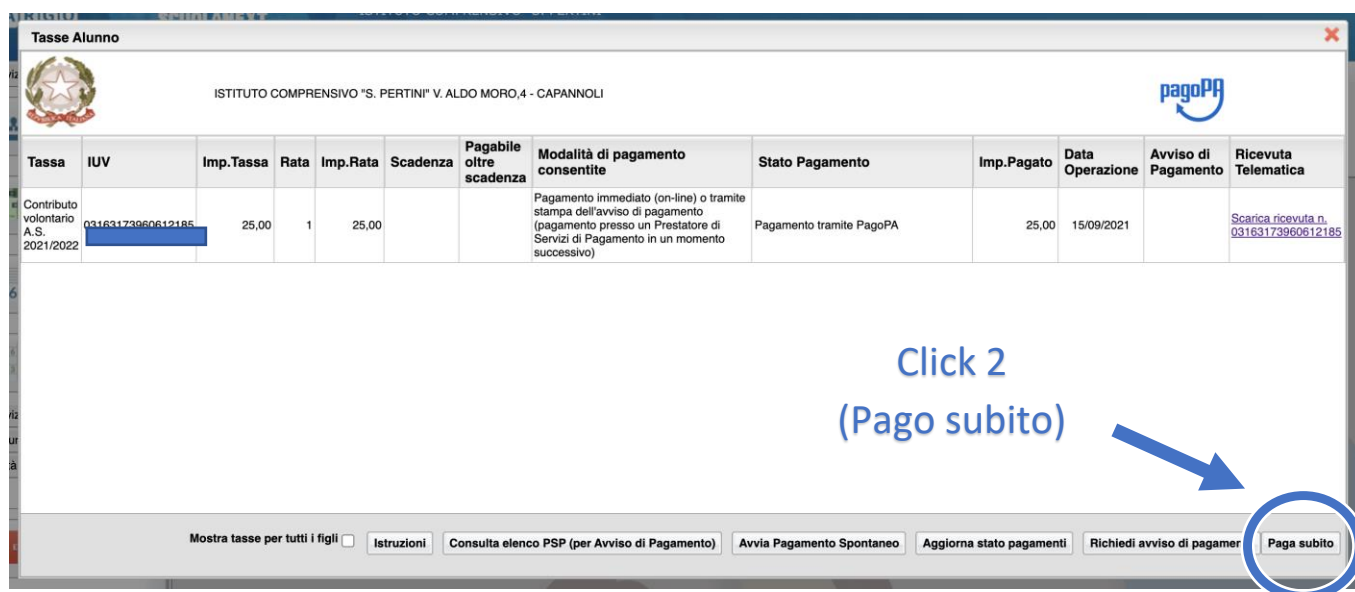 Tasse Alunno
ISTITUTO COMPRENSIVO "S. PERTINI" V. ALDO MORO,4 - CAPANNOLI
pagoPA
Tassa IUV Imp.Tassa Rata Imp.Rata Scadenza Pagabile oltre scadenza Modalità di pagamento consentite Stato Pagamento Imp.Pagato Data Operazione Avviso di Pagamento Ricevuta Telematica
Contributo volontario A.S. 2021/2022
03163173960612185
25,00
1
25,00
Pagamento immediato (on-line) o tramite
stampa dell'avviso di pagamento
(pagamento presso un Prestatore di
Servizi di Pagamento in un momento
successivo)
Pagamento tramite PagoPA
25,00
15/09/2021
Scarica ricevuta n.
03163173960612185
Click 2
(Pago subito)
Mostra tasse per tutti i figli
Istruzioni
Consulta elenco PSP (per Avviso di Pagamento)
Avvia Pagamento Spontaneo
Aggiorna stato pagamenti
Richiedi avviso di
Paga subito